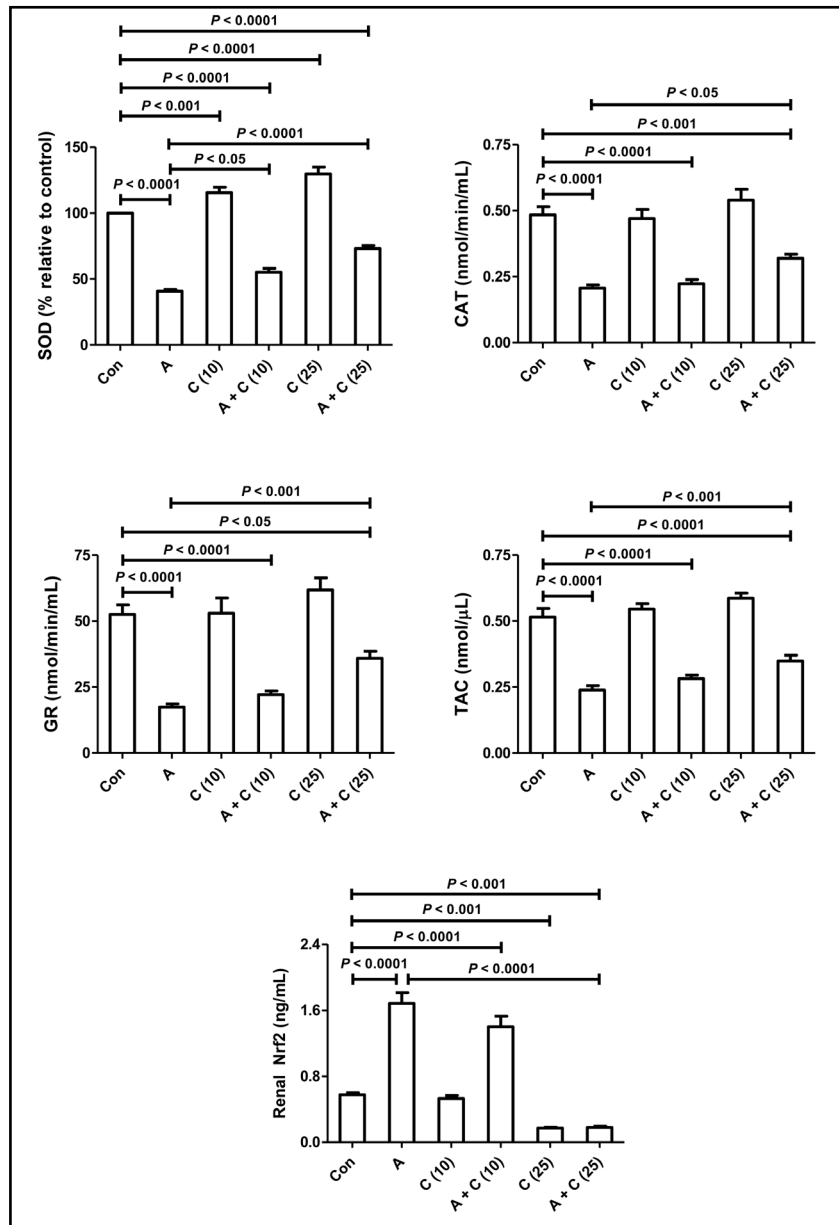 P < 0.0001
P < 0.0001
P < 0.0001
P < 0.001
P < 0.0001
P < 0.05
P < 0.0001
150
100
50
0
SOD (% relative to control)
Con
A
C (10)
A + C (10)
C (25)
A + C (25)
P < 0.05
P < 0.001
P < 0.0001
P < 0.0001
0.75
0.50
0.25
0.00
CAT (nmol/min/mL)
Con
A
C (10)
A + C (10)
C (25)
A + C (25)
P < 0.001
P < 0.05
P < 0.0001
P < 0.0001
75
50
25
0
GR (nmol/min/mL)
Con
A
C (10)
A + C (10)
C (25)
A + C (25)
P < 0.001
P < 0.0001
P < 0.0001
P < 0.0001
0.75
0.50
0.25
0.00
TAC (nmol/μL)
Con
A
C (10)
A + C (10)
C (25)
A + C (25)
P < 0.001
P < 0.001
P < 0.0001
P < 0.0001
P < 0.0001
2.4
1.6
0.8
0.0
Renal Nrf2 (ng/mL)
Con
A
C (10)
A + C (10)
C (25)
A + C (25)